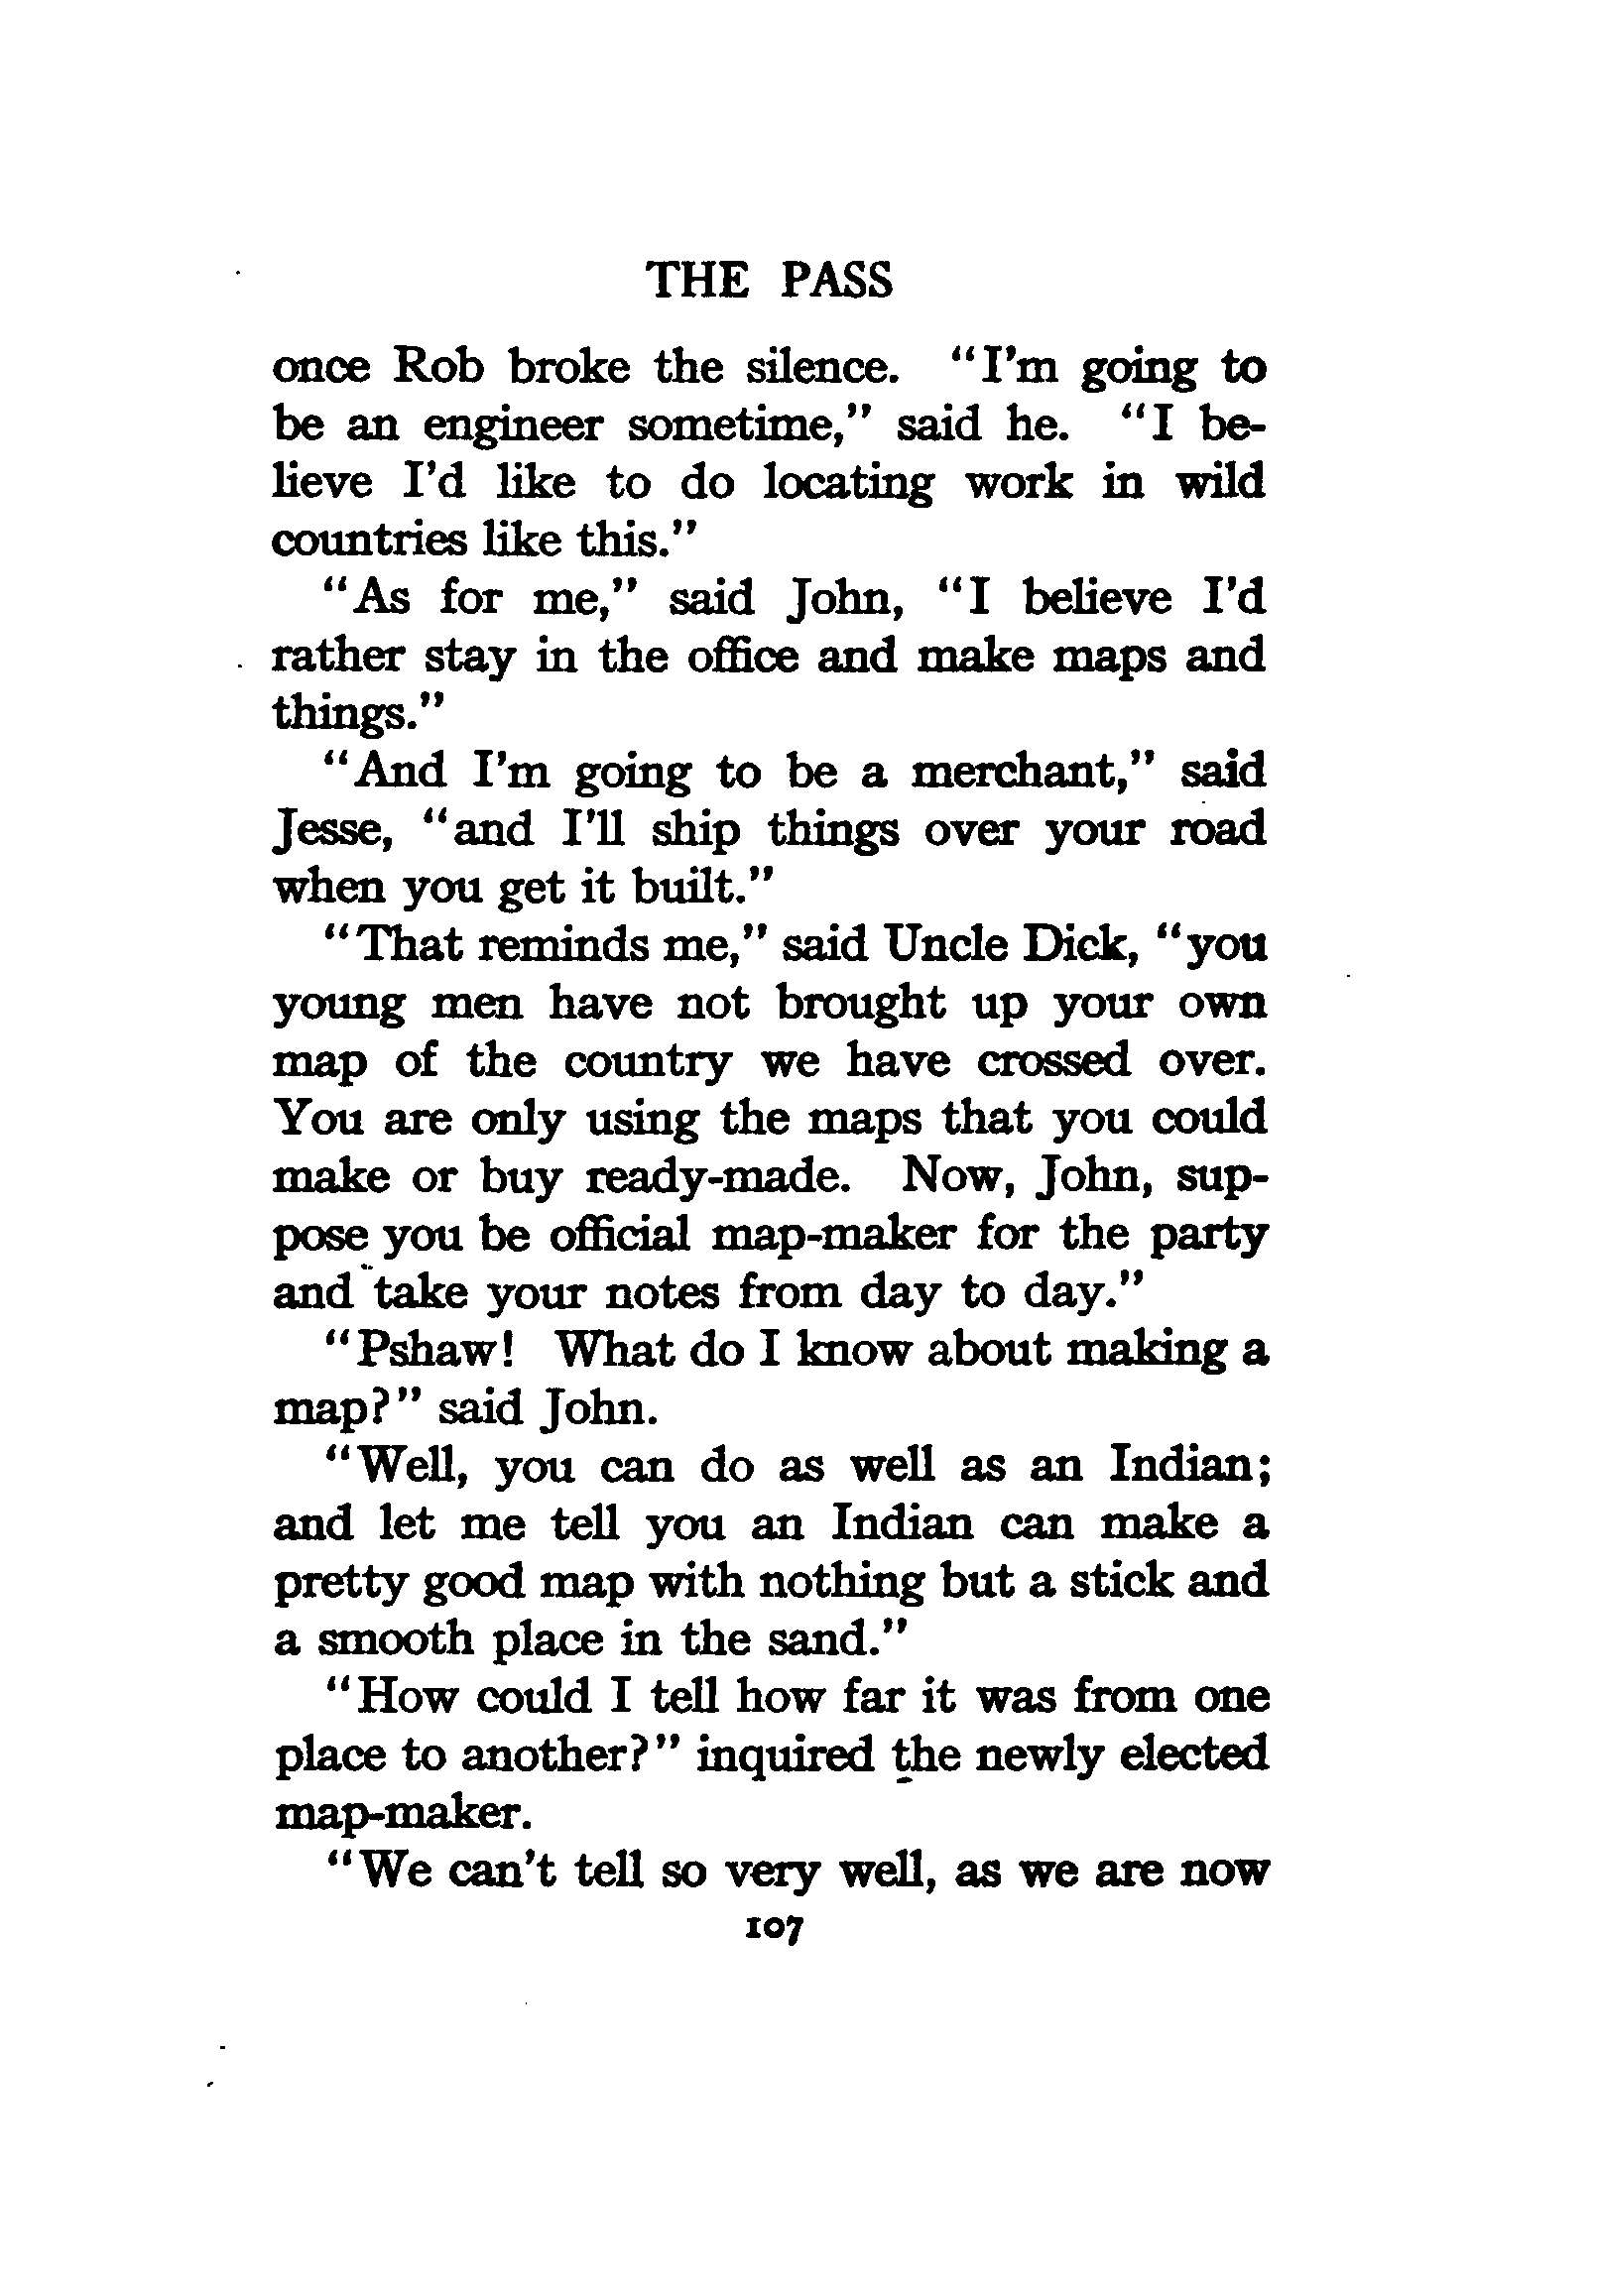 THE PASS
once Rob broke the silence. "I'm going to
be an engineer sometime," said he. "I be-
lieve I'd like to do locating work in wild
countries like this."
"As for me," said John, "I believe I'd
rather stay in the office and make maps and
things."
"And I'm going to be a merchant," said
Jesse, "and I'll ship things over your road
when you get it built."
"That reminds me," said Uncle Dick, "you
young men have not brought up your own
map of the country we have crossed over.
You are only using the maps that you could
make or buy ready-made. Now, John, sup-
pose you be official map-maker for the party
and take your notes from day to day."
"Pshaw! What do I know about making a
map?" said John.
"Well, you can do as well as an Indian;
and let me tell you an Indian can make a
pretty good map with nothing but a stick and
a smooth place in the sand."
"How could I tell how far it was from one
place to another?" inquired the newly elected
map-maker.
"We can't tell so very well, as we are now
107